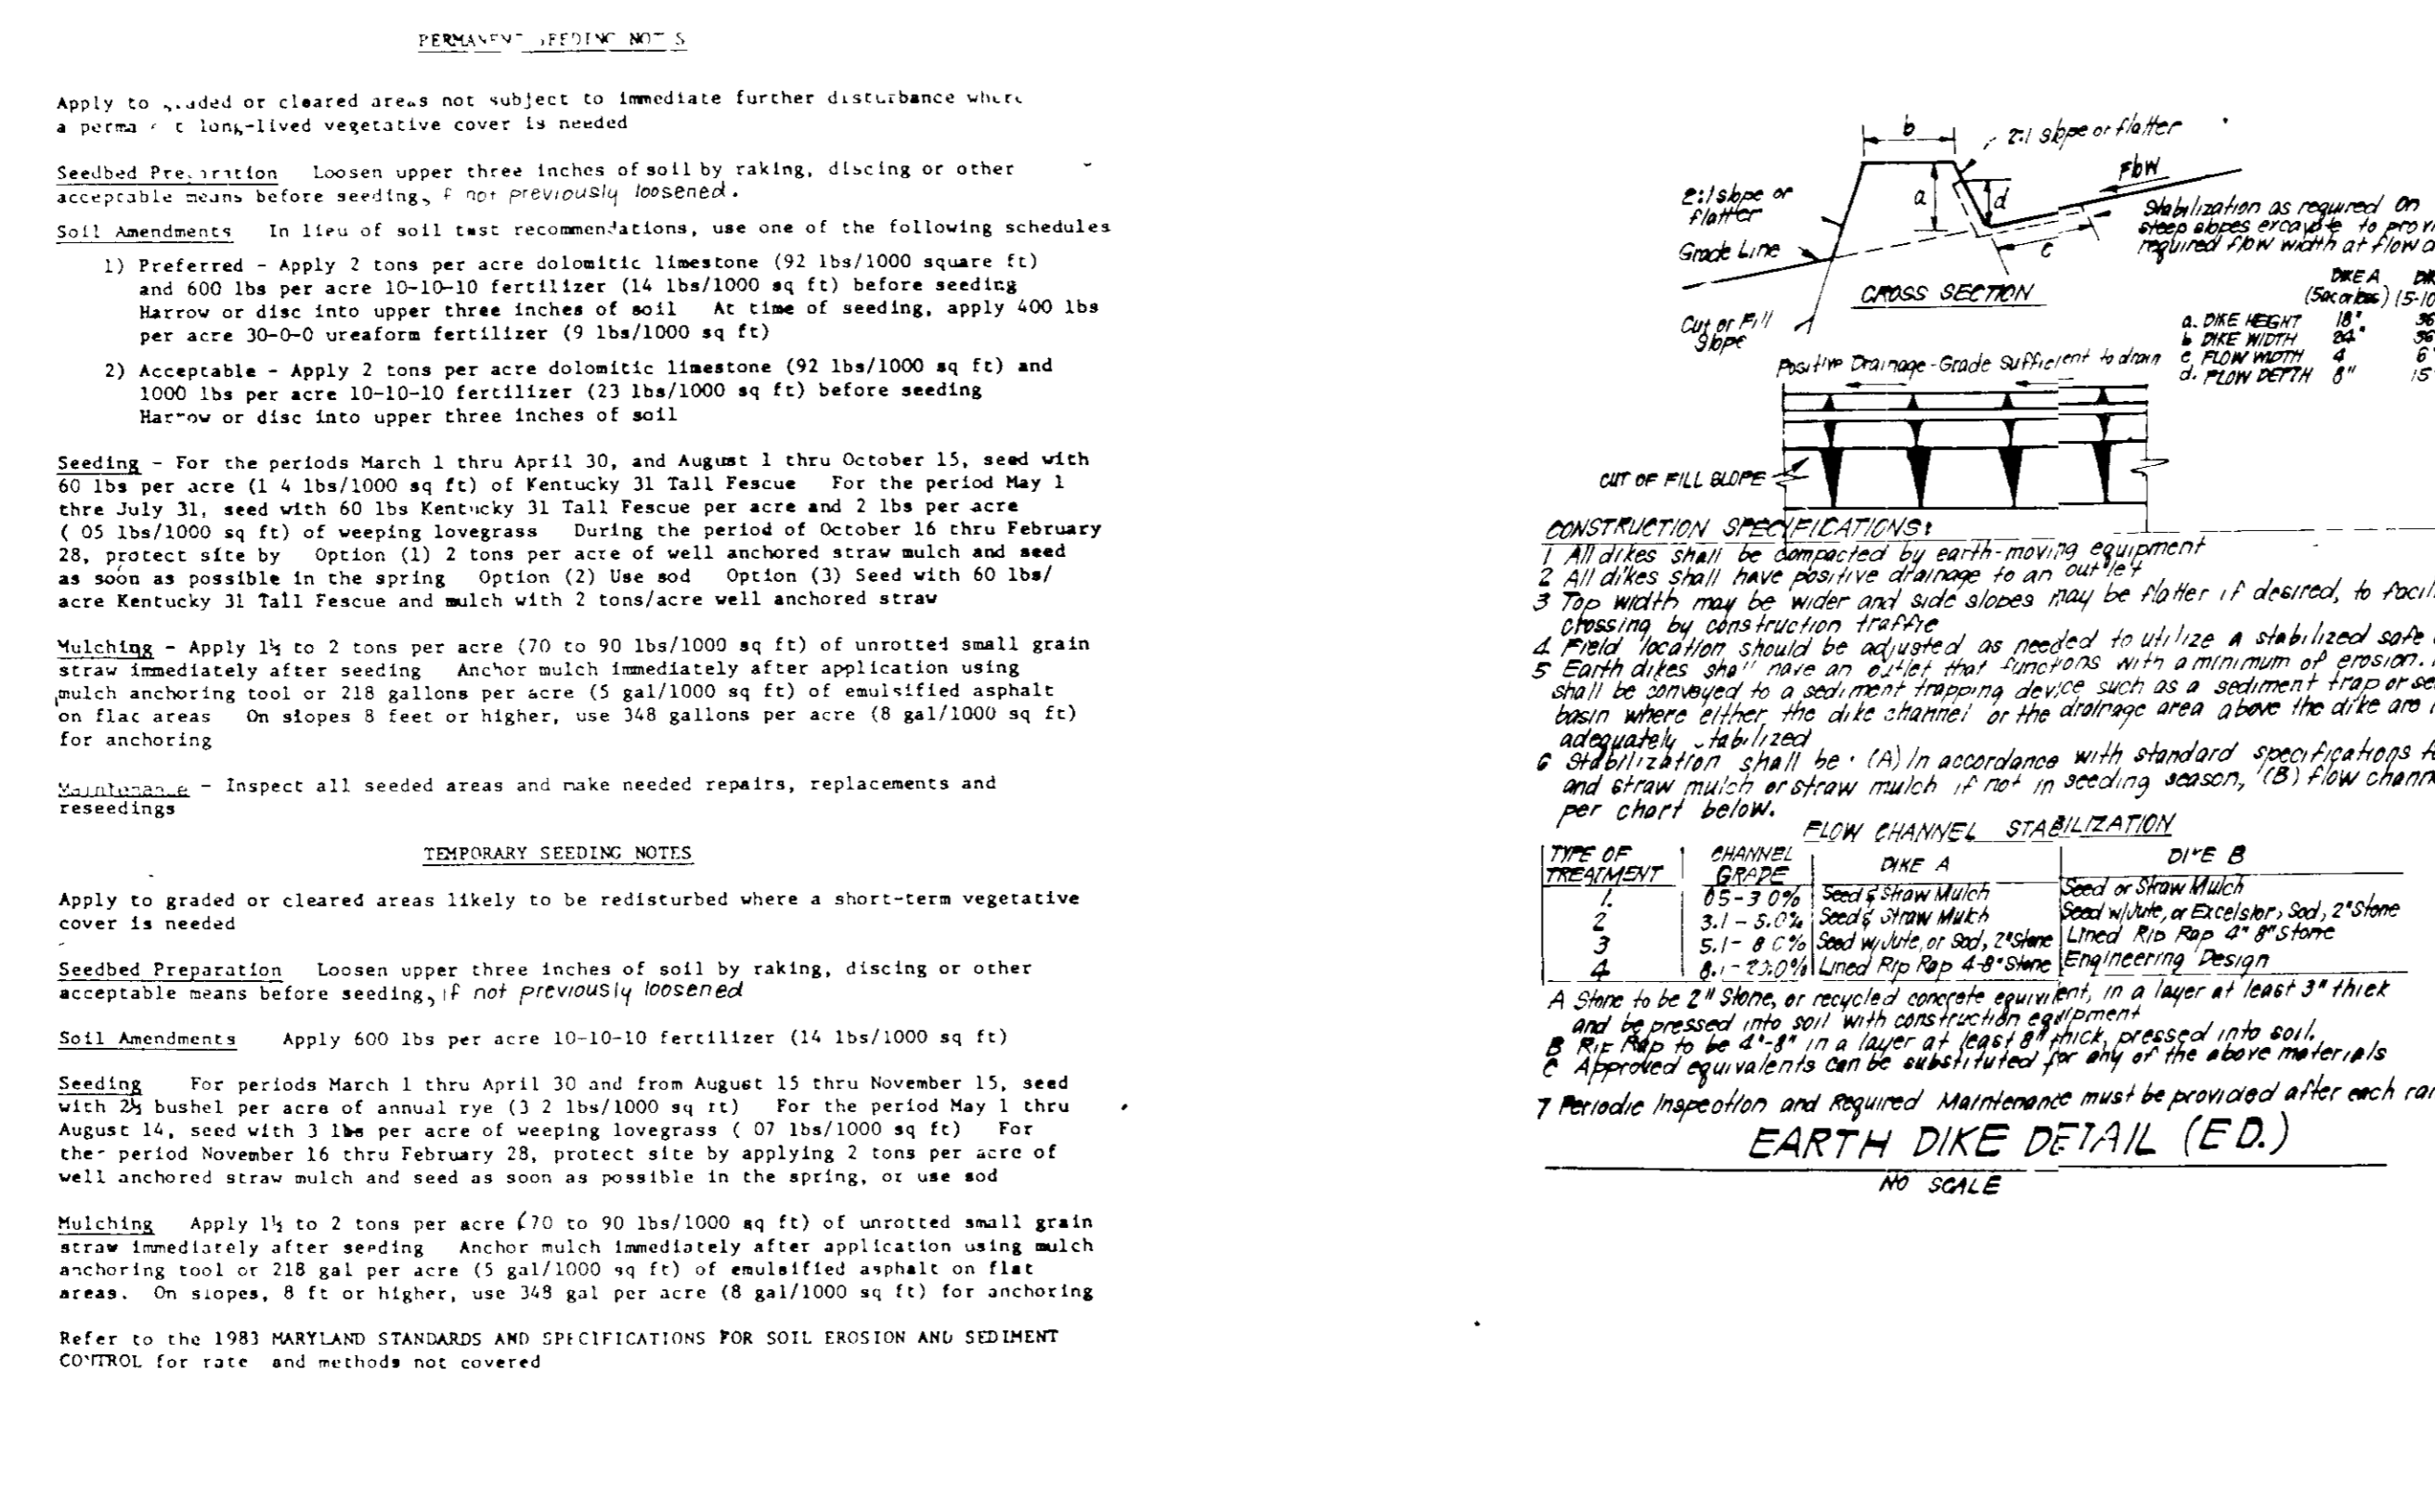 PERMANENT SEEDING NOTES
Apply to graded or cleared areas not subject to immediate further disturbance where
a long-lived vegetative cover is needed
Seedbed Preparation Loosen upper three inches of soil by raking, discing or other
acceptable means before seeding, if not previously loosened.
Soil Amendments In lieu of soil test recommendations, use one of the following schedules
1) Preferred - Apply 2 tons per acre dolomitic limestone (92 lbs/1000 square ft)
and 600 lbs per acre 10-10-10 fertilizer (14 lbs/1000 sq ft) before seeding
Harrow or disc into upper three inches of soil At time of seeding, apply 400 lbs
per acre 30-0-0 ureaform fertilizer (9 lbs/1000 sq ft)
2) Acceptable - Apply 2 tons per acre dolomitic limestone (92 lbs/1000 sq ft) and
1000 lbs per acre 10-10-10 fertilizer (23 lbs/1000 sq ft) before seeding
Harrow or disc into upper three inches of soil
Seeding - For the periods March 1 thru April 30, and August 1 thru October 15, seed with
60 lbs per acre (1 4 lbs/1000 sq ft) of Kentucky 31 Tall Fescue For the period May 1
thre July 31, seed with 60 lbs Kentucky 31 Tall Fescue per acre and 2 lbs per acre
( 05 lbs/1000 sq ft) of weeping lovegrass During the period of October 16 thru February
28, protect site by Option (1) 2 tons per acre of well anchored straw mulch and seed
as soon as possible in the spring Option (2) Use sod Option (3) Seed with 60 lbs/
acre Kentucky 31 Tall Fescue and mulch with 2 tons/acre well anchored straw
Mulching - Apply 1½ to 2 tons per acre (70 to 90 lbs/1000 sq ft) of unrotted small grain
straw immediately after seeding Anchor mulch immediately after application using
mulch anchoring tool or 218 gallons per acre (5 gal/1000 sq ft) of emulsified asphalt
on flat areas On slopes 8 feet or higher, use 348 gallons per acre (8 gal/1000 sq ft)
for anchoring
Maintenance - Inspect all seeded areas and make needed repairs, replacements and
reseedings
TEMPORARY SEEDING NOTES
Apply to graded or cleared areas likely to be redisturbed where a short-term vegetative
cover is needed
Seedbed Preparation Loosen upper three inches of soil by raking, discing or other
acceptable means before seeding, if not previously loosened
Soil Amendments Apply 600 lbs per acre 10-10-10 fertilizer (14 lbs/1000 sq ft)
Seeding For periods March 1 thru April 30 and from August 15 thru November 15, seed
with 2½ bushel per acre of annual rye (3 2 lbs/1000 sq ft) For the period May 1 thru
August 14, seed with 3 lbs per acre of weeping lovegrass ( 07 lbs/1000 sq ft) For
the period November 16 thru February 28, protect site by applying 2 tons per acre of
well anchored straw mulch and seed as soon as possible in the spring, or use sod
Mulching Apply 1½ to 2 tons per acre (70 to 90 lbs/1000 sq ft) of unrotted small grain
straw immediately after seeding Anchor mulch immediately after application using mulch
anchoring tool or 218 gal per acre (5 gal/1000 sq ft) of emulsified asphalt on flat
areas. On slopes, 8 ft or higher, use 348 gal per acre (8 gal/1000 sq ft) for anchoring
Refer to the 1983 MARYLAND STANDARDS AND SPECIFICATIONS FOR SOIL EROSION AND SEDIMENT
CONTROL for rate and methods not covered
b
2:1 slope or flatter
Flow
2:1 slope or
flatter
a
d
c
Grade Line
CROSS SECTION
Cut or Fill
Slope
Stabilization as required on
steep slopes excavate to
required flow width at flow
DIKE A
(5ac or less) (5-10
a. DIKE HEIGHT 18" 36
b DIKE WIDTH 24" 36
c FLOW WIDTH 4 6
d. FLOW DEPTH 8" 15
Positive Drainage-Grade Sufficient to drain
CUT OF FILL SLOPE
CONSTRUCTION SPECIFICATIONS:
1 All dikes shall be compacted by earth-moving equipment
2 All dikes shall have positive drainage to an outlet
3 Top width may be wider and side slopes may be flatter if desired, to
crossing by construction traffic
4 Field location should be adjusted as needed to utilize a stabilized safe
5 Earth dikes shall have an outlet that functions with a minimum of erosion.
shall be conveyed to a sediment trapping device such as a sediment trap or
basin where either the dike channel or the drainage area above the dike are
adequately stabilized
6 Stabilization shall be · (A) In accordance with standard specifications
and straw mulch or straw mulch if not in seeding season, (B) flow
per chart below.
FLOW CHANNEL STABILIZATION
TYPE OF TREATMENT CHANNEL GRADE DIKE A DIKE B
1. 05-3 0% Seed & Straw Mulch Seed or Straw Mulch
2 3.1-5.0% Seed & Straw Mulch Seed w/Jute, or Excelsior, Sod, 2" Stone
3 5.1-8 0% Seed w/Jute, or Sod, 2" Stone Lined Rip Rap 4" 8" Stone
4 8.1-20.0% Lined Rip Rap 4-8" Stone Engineering Design
A Stone to be 2" Stone, or recycled concrete equivilent, in a layer at least 3" thick
and be pressed into soil with construction equipment
B Rip Rap to be 4"-8" in a layer at least 8" thick, pressed into soil.
C Approved equivalents can be substituted for any of the above materials
7 Periodic Inspection and Required Maintenance must be provided after each
EARTH DIKE DETAIL (E D.)
NO SCALE